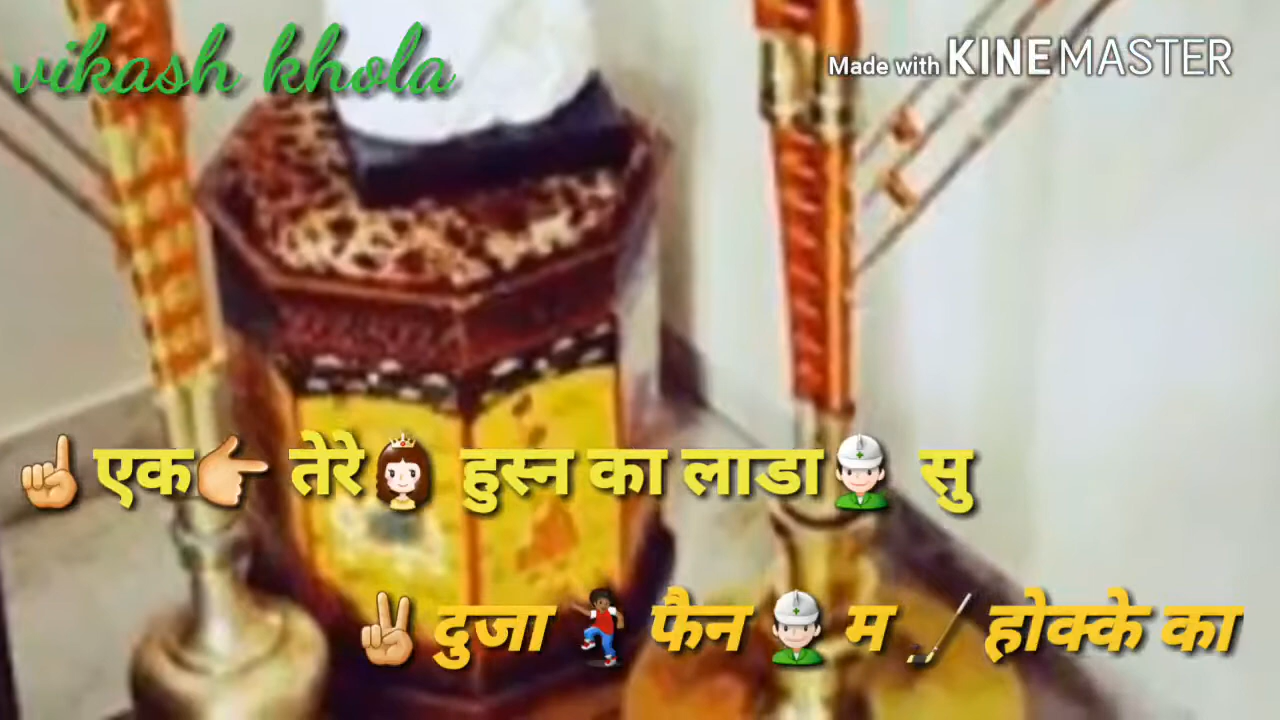 vikash khola
Made with KINEMASTER
☝एक👉 तेरे👸 हुस्न का लाडा👷 सु
✌दुजा 💃 फैन 👷 म 🏒 होक्के का